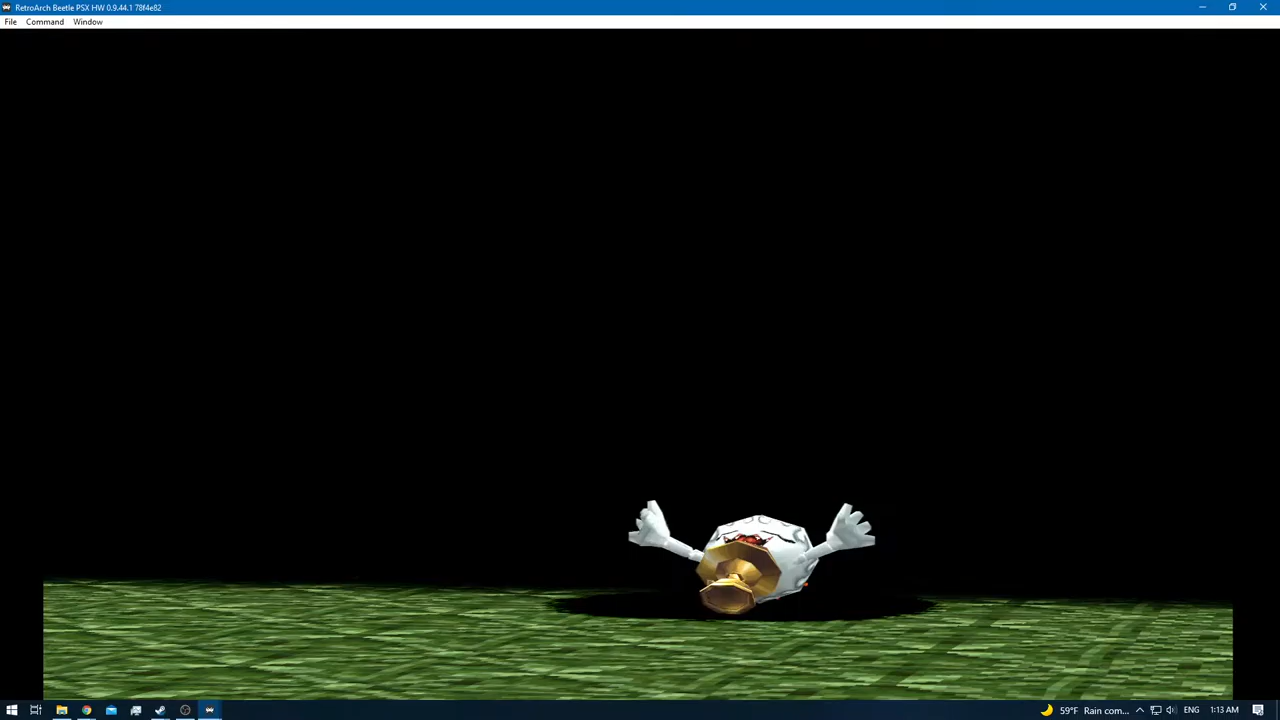 RetroArch Beetle PSX HW 0.9.44.1 78f4e82
File Command Window
59°F Rain com... ENG 1:13 AM